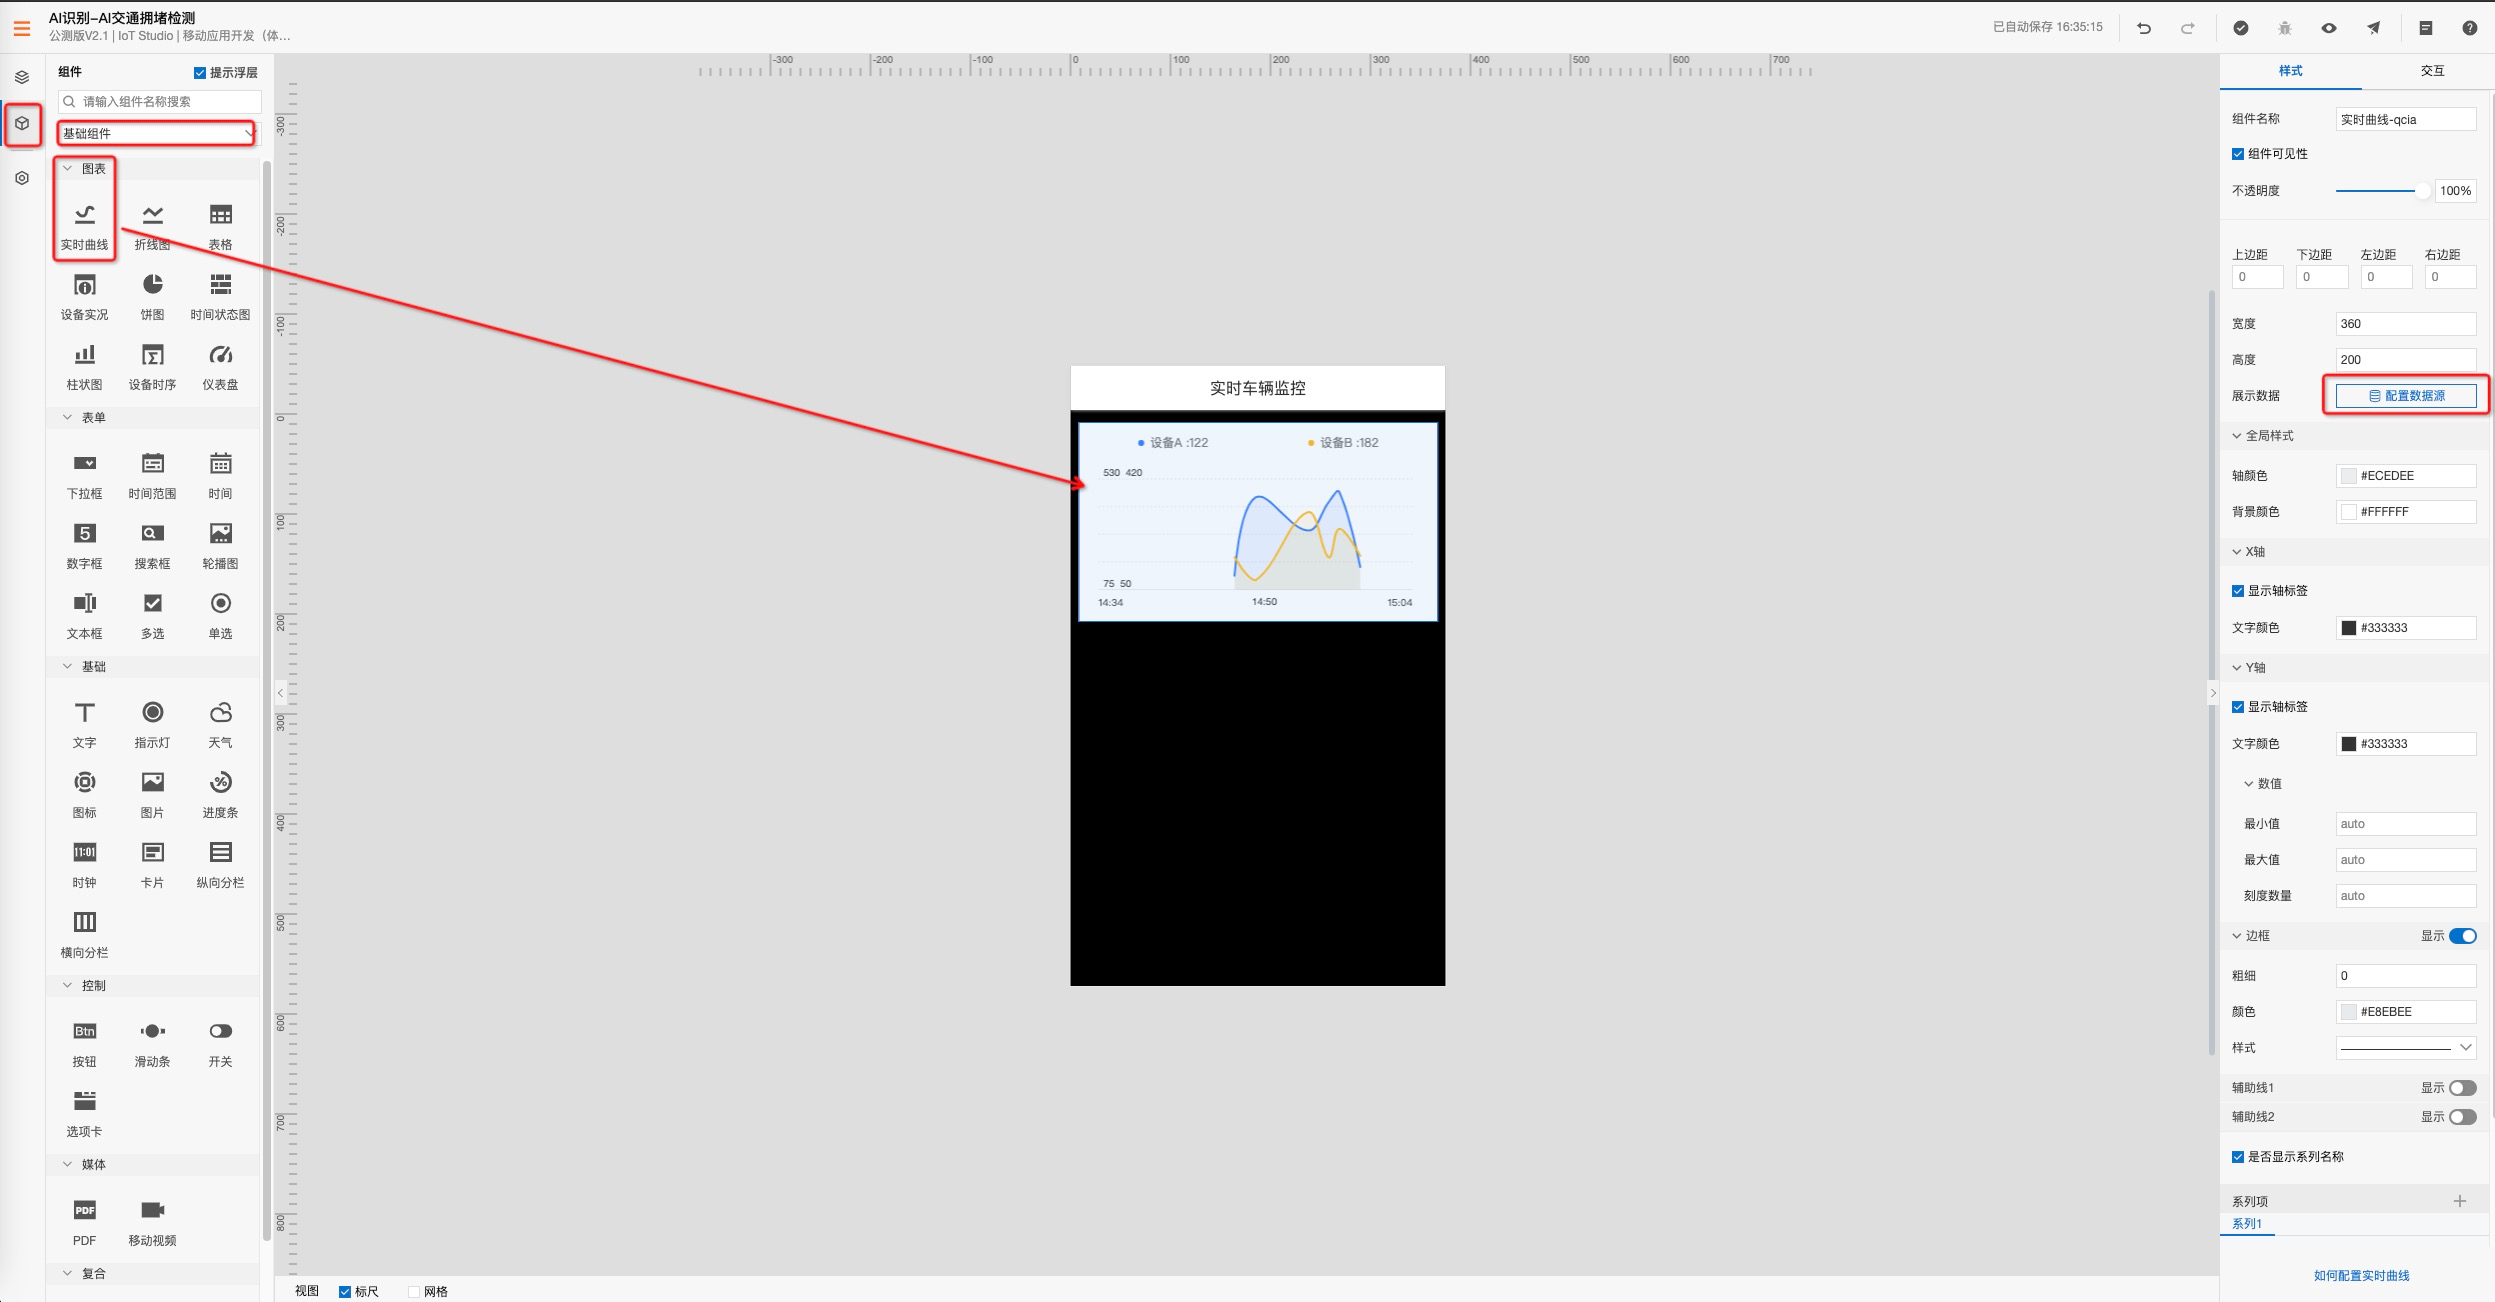 AI识别-AI交通拥堵检测
公测版V2.1 | IoT Studio | 移动应用开发（体...
已自动保存 16:35:15
组件
提示浮层
请输入组件名称搜索
基础组件
图表
实时曲线 折线图 表格
设备实况 饼图 时间状态图
柱状图 设备时序 仪表盘
表单
下拉框 时间范围 时间
5
数字框 搜索框 轮播图
文本框 多选 单选
基础
文字 指示灯 天气
图标 图片 进度条
11:01
时钟 卡片 纵向分栏
横向分栏
控制
Btn
按钮 滑动条 开关
选项卡
媒体
PDF
PDF 移动视频
复合
-300 -200 -100 0 100 200 300 400 500 600 700
-300
-200
-100
0
100
200
300
400
500
600
700
800
实时车辆监控
设备A :122 设备B :182
530 420
75 50
14:34 14:50 15:04
视图 标尺 网格
样式 交互
组件名称 实时曲线-qcia
组件可见性
不透明度 100%
上边距 下边距 左边距 右边距
0 0 0 0
宽度 360
高度 200
展示数据 配置数据源
全局样式
轴颜色 #ECEDEE
背景颜色 #FFFFFF
X轴
显示轴标签
文字颜色 #333333
Y轴
显示轴标签
文字颜色 #333333
数值
最小值 auto
最大值 auto
刻度数量 auto
边框 显示
粗细 0
颜色 #E8EBEE
样式
辅助线1 显示
辅助线2 显示
是否显示系列名称
系列项
系列1
如何配置实时曲线